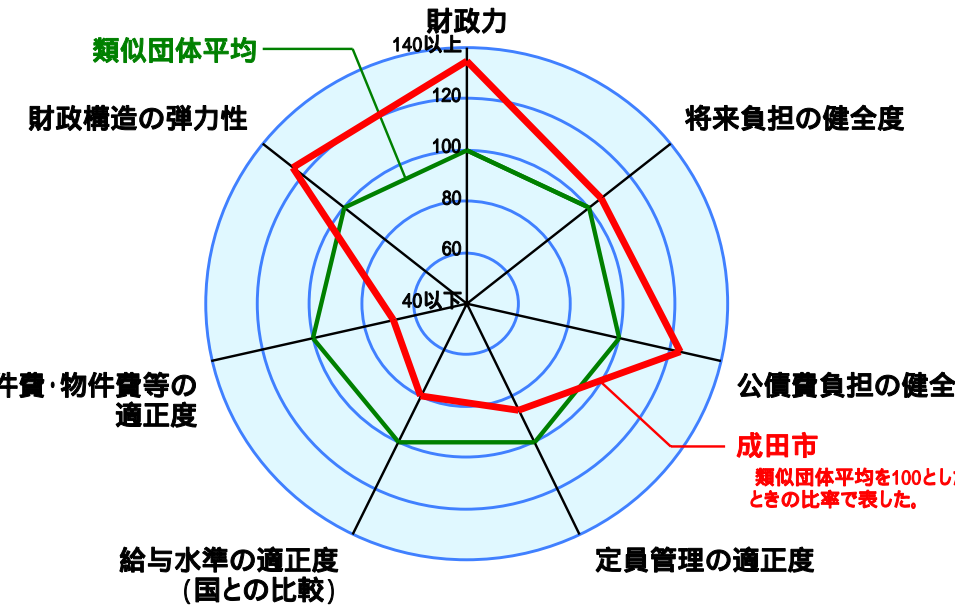 財政力
140以上
類似団体平均
120
財政構造の弾力性
将来負担の健全度
100
80
60
40以下
件費・物件費等の
適正度
公債費負担の健全
成田市
類似団体平均を100とし
ときの比率で表した。
給与水準の適正度
(国との比較)
定員管理の適正度